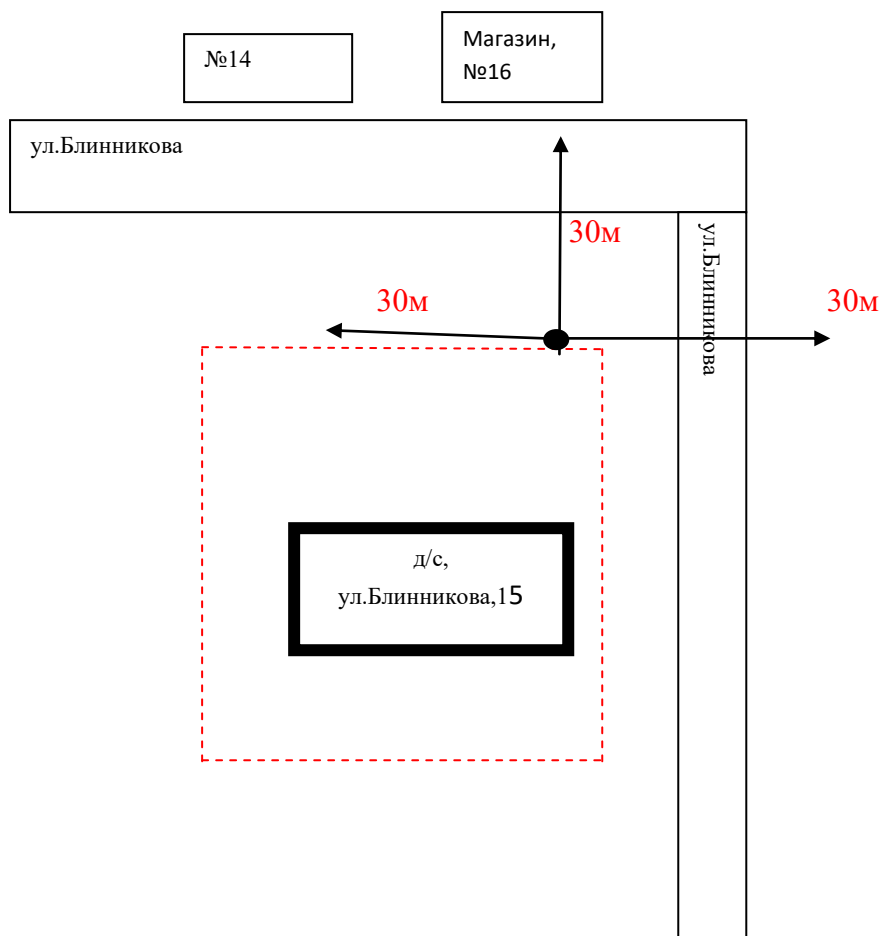 №14
Магазин,
№16
ул.Блинникова
30м
ул.Блинникова
30м
30м
д/с,
ул.Блинникова,15